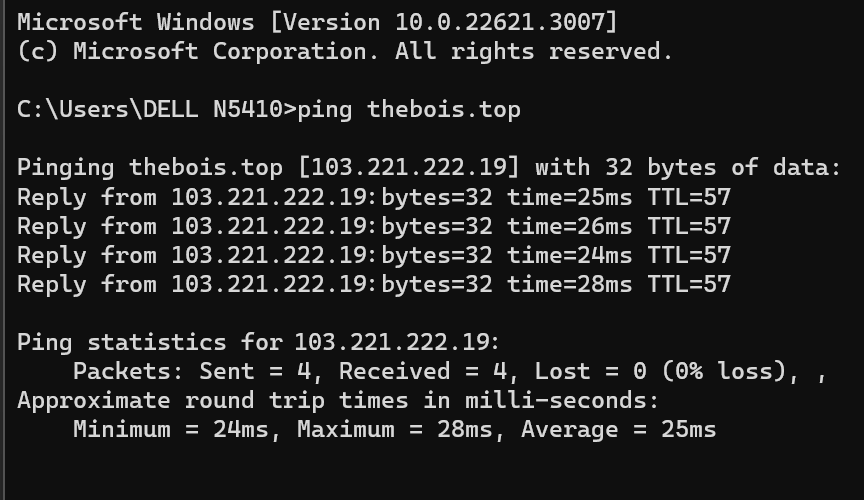 Microsoft Windows [Version 10.0.22621.3007]
(c) Microsoft Corporation. All rights reserved.
C:\Users\DELL N5410>ping thebois.top
Pinging thebois.top [103.221.222.19] with 32 bytes of data:
Reply from 103.221.222.19: bytes=32 time=25ms TTL=57
Reply from 103.221.222.19: bytes=32 time=26ms TTL=57
Reply from 103.221.222.19: bytes=32 time=24ms TTL=57
Reply from 103.221.222.19: bytes=32 time=28ms TTL=57
Ping statistics for 103.221.222.19:
    Packets: Sent = 4, Received = 4, Lost = 0 (0% loss), ,
Approximate round trip times in milli-seconds:
    Minimum = 24ms, Maximum = 28ms, Average = 25ms